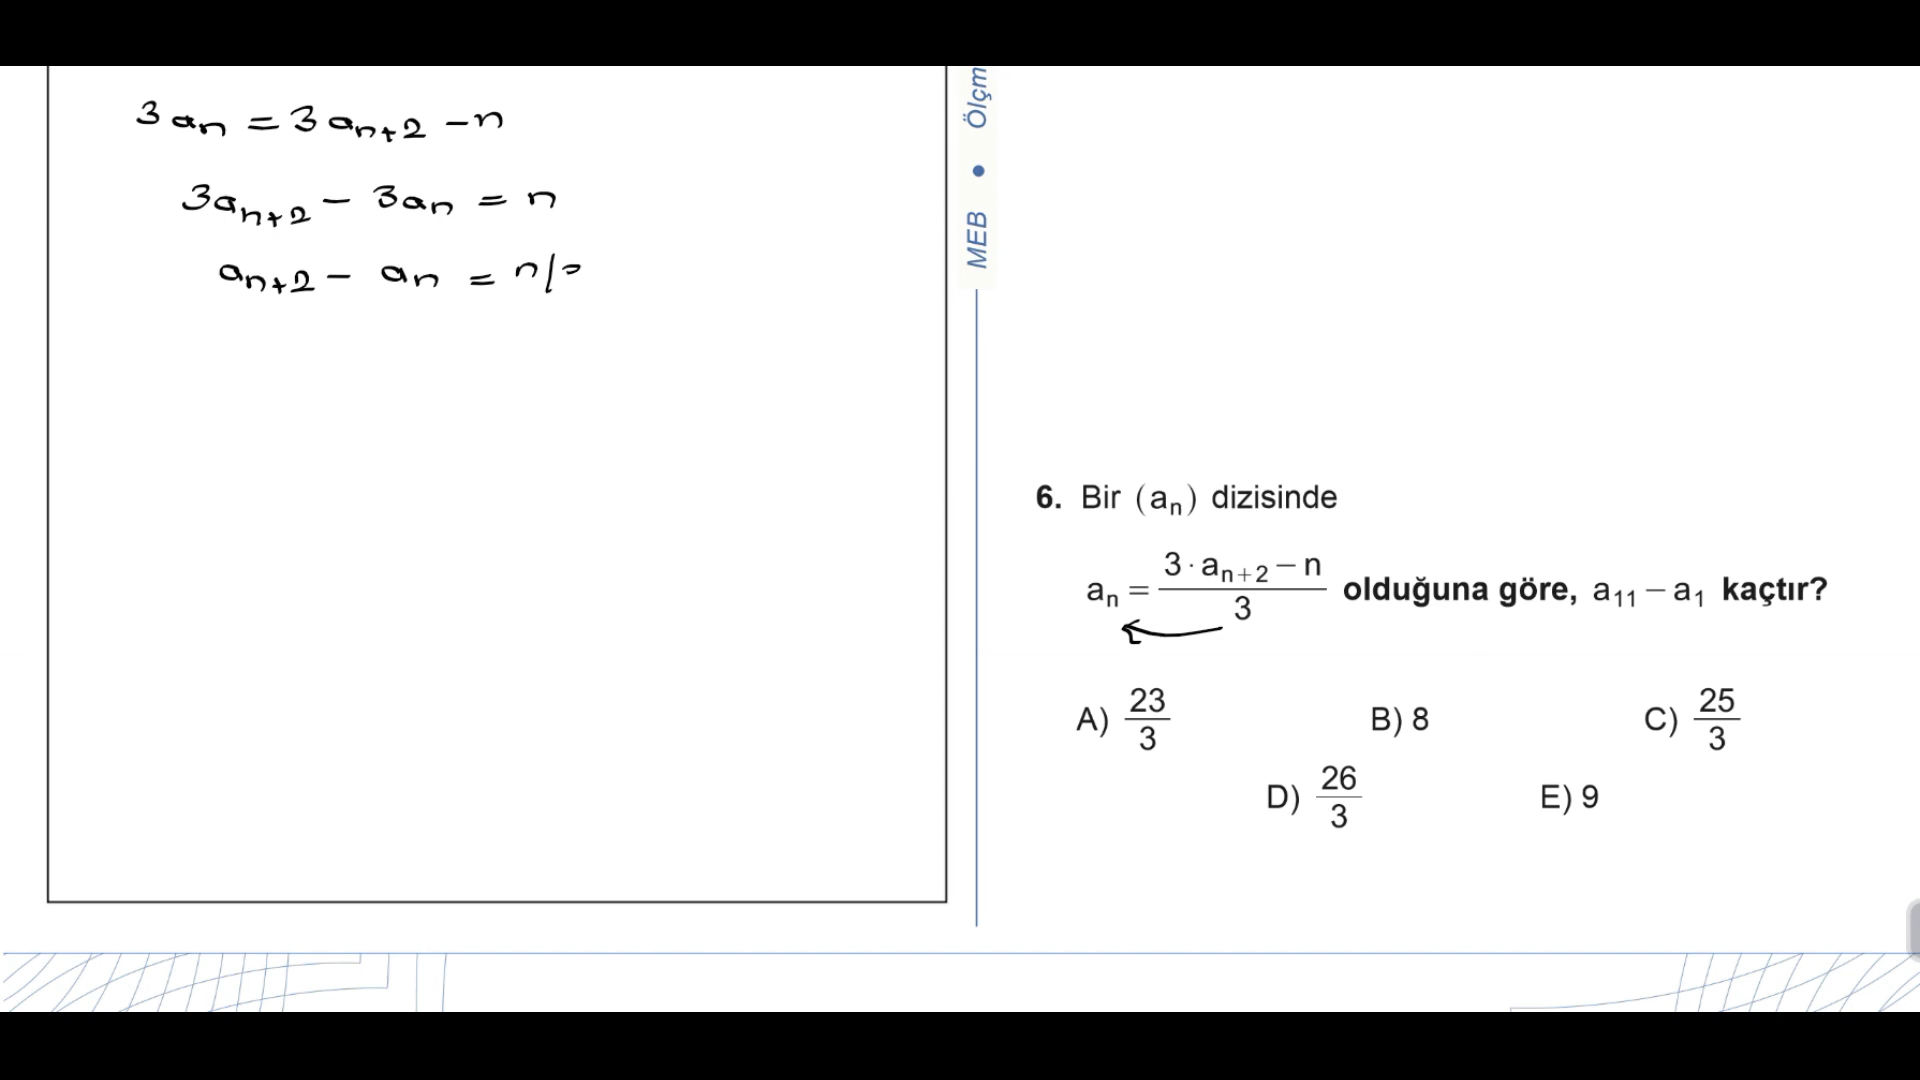 3an = 3an+2 - n
3an+2 - 3an = n
an+2 - an = n/
MEB • Ölçm
6. Bir (an) dizisinde
an = (3 · an+2 − n) / 3 olduğuna göre, a11 − a1 kaçtır?
A) 23/3 B) 8 C) 25/3
D) 26/3 E) 9